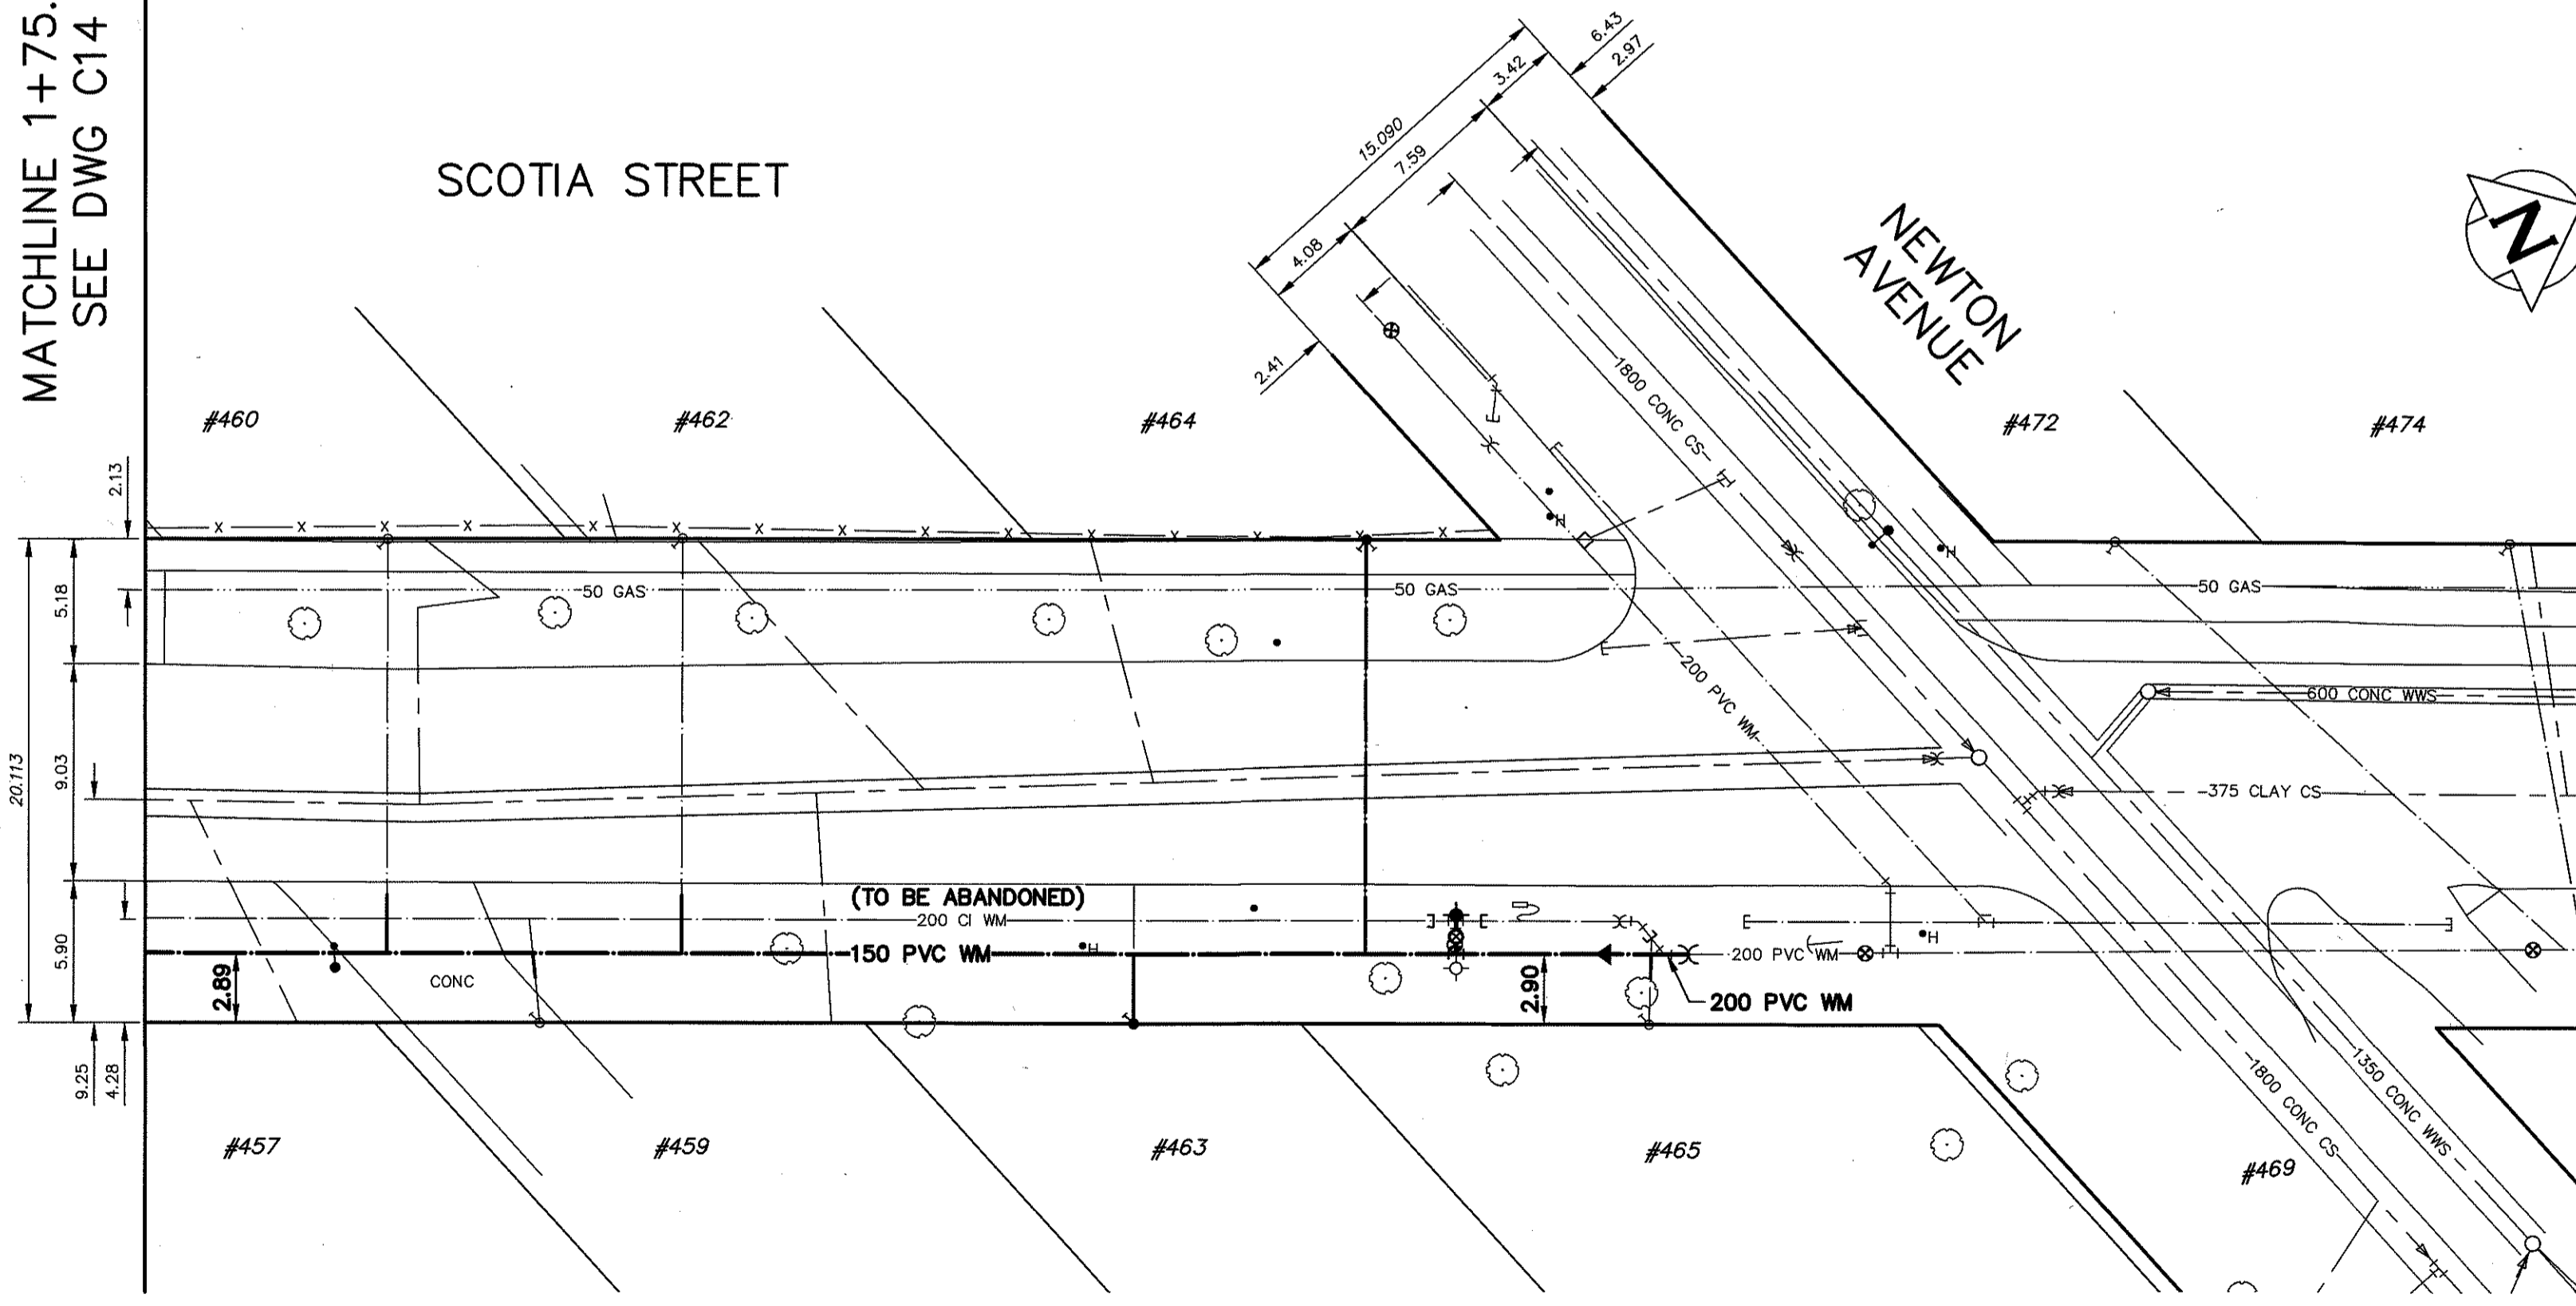 MATCHLINE 1+75.
SEE DWG C14
SCOTIA STREET
NEWTON
AVENUE
N
6.43
2.97
3.42
15.090
7.59
4.08
2.41
#460
#462
#464
#472
#474
2.13
5.18
9.03
20.113
5.90
9.25
4.28
50 GAS
50 GAS
50 GAS
1800 CONC CS
H
H
200 PVC WM
600 CONC WWS
375 CLAY CS
(TO BE ABANDONED)
200 CI WM
150 PVC WM
H
H
200 PVC WM
2.89
CONC
2.90
200 PVC WM
1800 CONC CS
1350 CONC WWS
#457
#459
#463
#465
#469